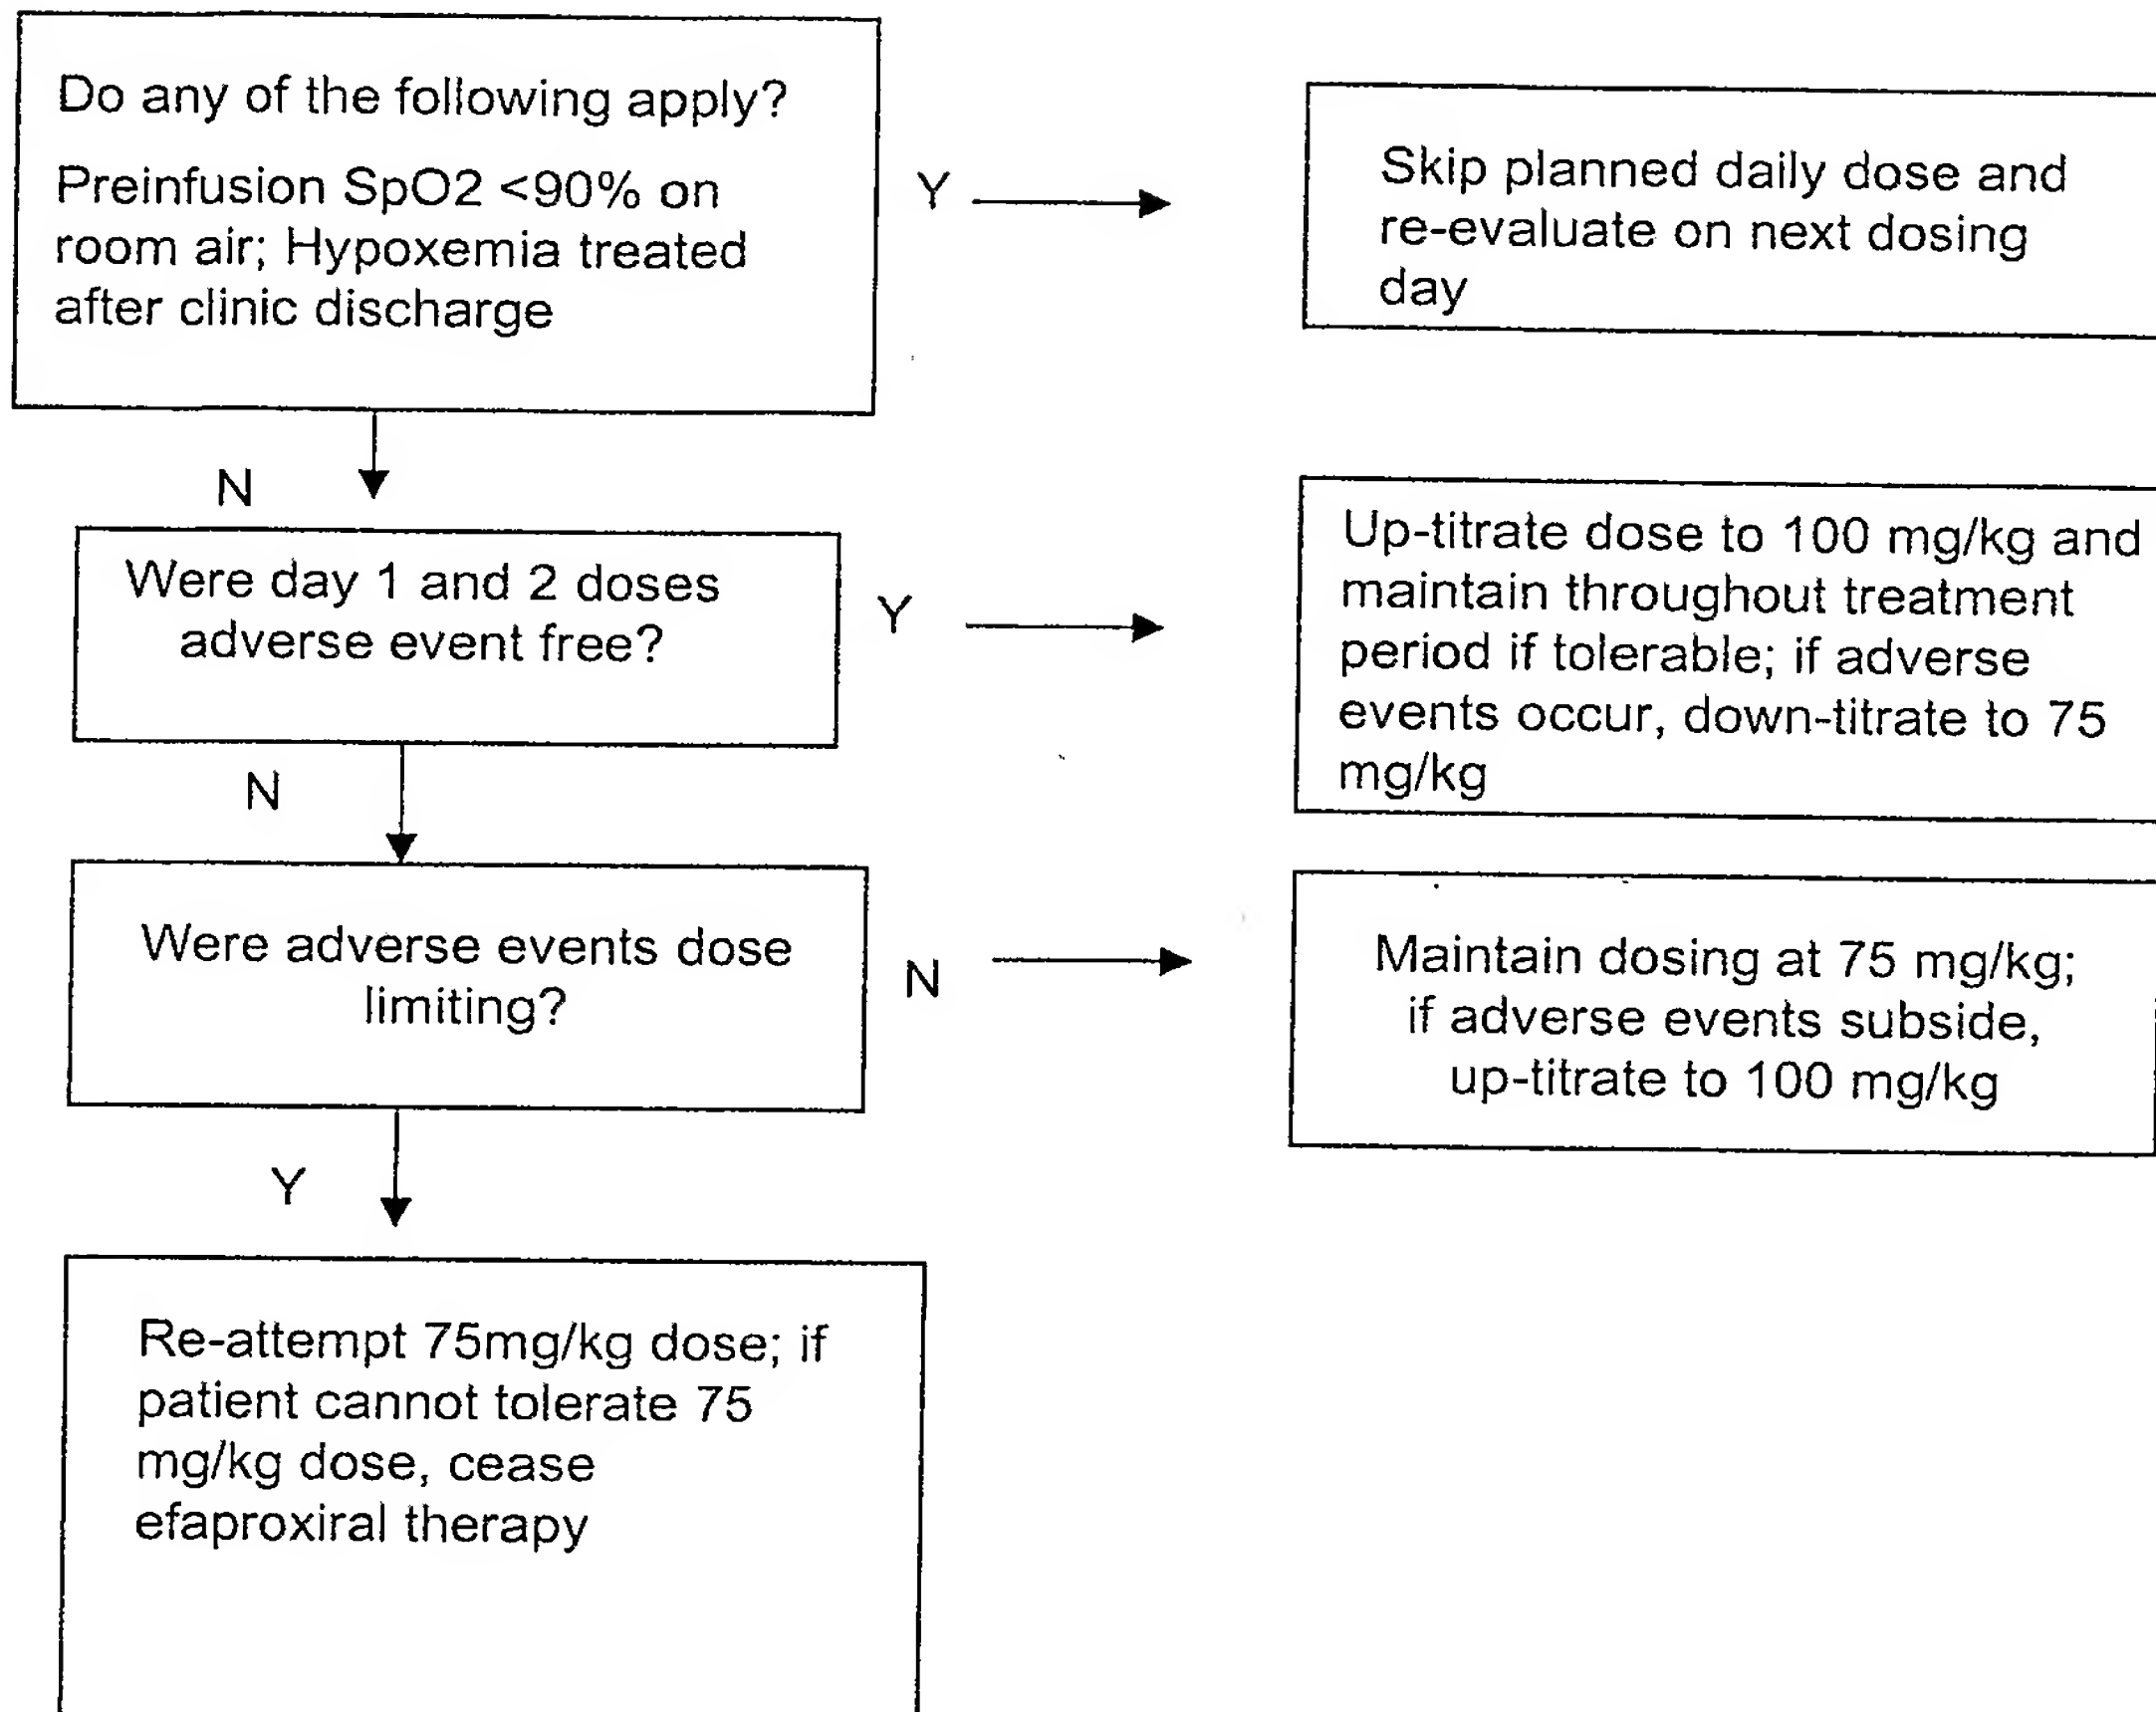 Do any of the following apply?
Preinfusion SpO2 <90% on
room air; Hypoxemia treated
after clinic discharge
Y
Skip planned daily dose and
re-evaluate on next dosing
day
N
Were day 1 and 2 doses
adverse event free?
Y
Up-titrate dose to 100 mg/kg and
maintain throughout treatment
period if tolerable; if adverse
events occur, down-titrate to 75
mg/kg
N
Were adverse events dose
limiting?
N
Maintain dosing at 75 mg/kg;
if adverse events subside,
up-titrate to 100 mg/kg
Y
Re-attempt 75mg/kg dose; if
patient cannot tolerate 75
mg/kg dose, cease
efaproxiral therapy